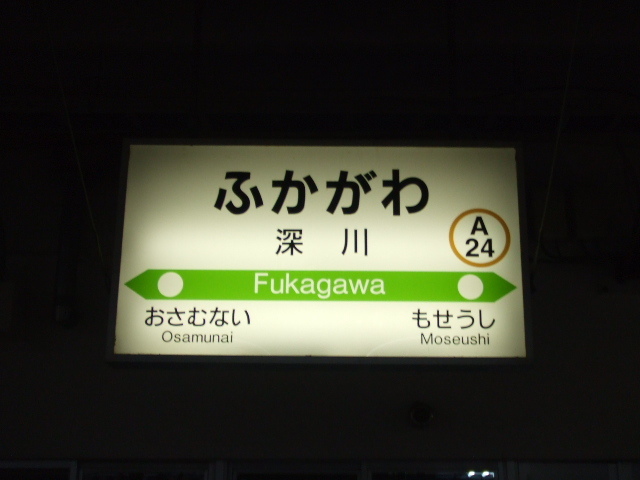 ふかがわ
深川
A
24
Fukagawa
おさむない
Osamunai
もせうし
Moseushi